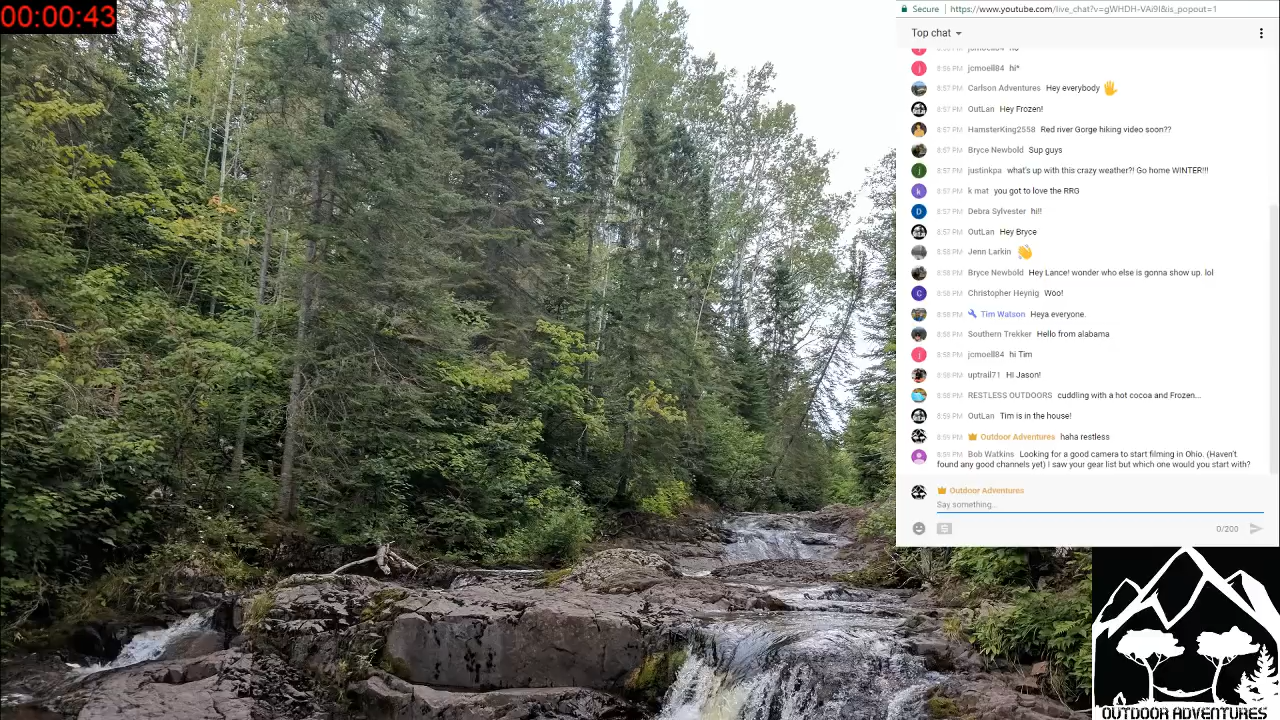 00:00:43
Secure https://www.youtube.com/live_chat?v=gWHDH-VAi9I&is_popout=1
Top chat
jcmoell84 hi*
8:56 PM jcmoell84 hi*
8:57 PM Carlson Adventures Hey everybody
8:57 PM OutLan Hey Frozen!
8:57 PM HamsterKing2558 Red river Gorge hiking video soon??
8:57 PM Bryce Newbold Sup guys
8:57 PM justinkpa what's up with this crazy weather?! Go home WINTER!!!
8:57 PM k mat you got to love the RRG
8:57 PM Debra Sylvester hi!!
8:57 PM OutLan Hey Bryce
8:58 PM Jenn Larkin
8:58 PM Bryce Newbold Hey Lance! wonder who else is gonna show up. lol
8:58 PM Christopher Heynig Woo!
8:58 PM Tim Watson Heya everyone.
8:58 PM Southern Trekker Hello from alabama
8:58 PM jcmoell84 hi Tim
8:58 PM uptrail71 HI Jason!
8:58 PM RESTLESS OUTDOORS cuddling with a hot cocoa and Frozen...
8:59 PM OutLan Tim is in the house!
8:59 PM Outdoor Adventures haha restless
8:59 PM Bob Watkins Looking for a good camera to start filming in Ohio. (Haven't
found any good channels yet) I saw your gear list but which one would you start with?
Outdoor Adventures
Say something...
0/200
OUTDOOR ADVENTURES